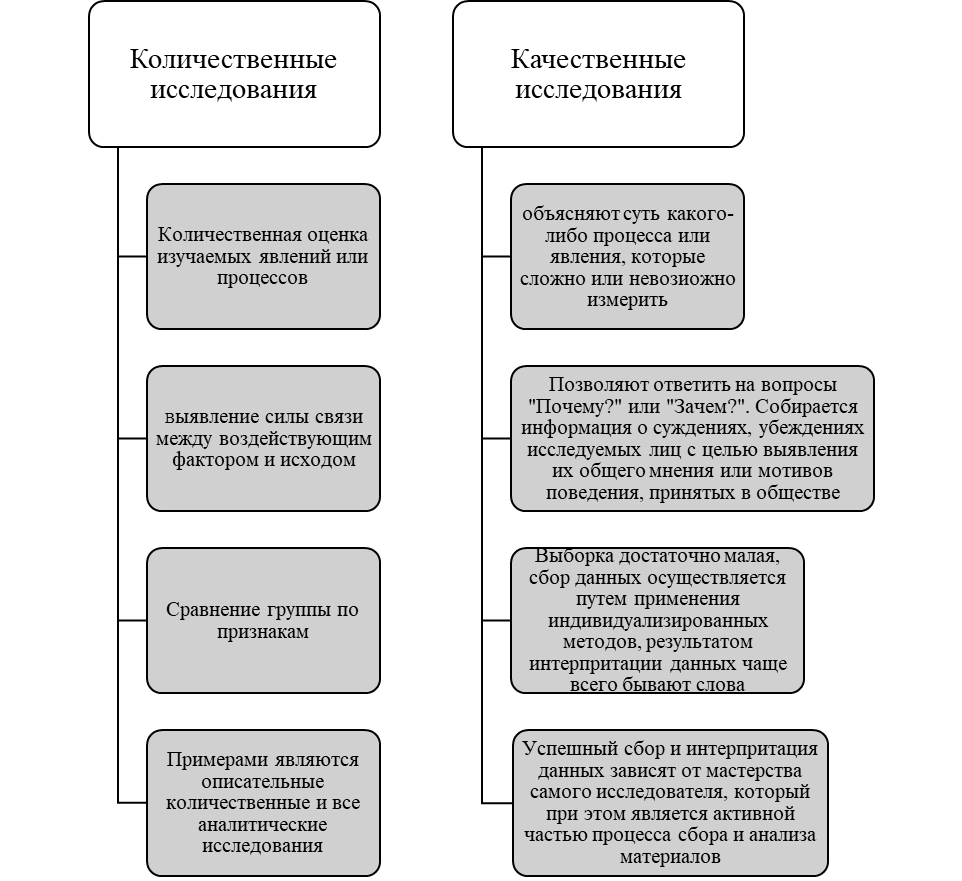 Количественные
исследования
Количественная оценка
изучаемых явлений или
процессов
выявление силы связи
между воздействующим
фактором и исходом
Сравнение группы по
признакам
Примерами являются
описательные
количественные и все
аналитические
исследования
Качественные
исследования
объясняют суть какого-
либо процесса или
явления, которые
сложно или невозиожно
измерить
Позволяют ответить на вопросы
"Почему?" или "Зачем?". Собирается
информация о суждениях, убеждениях
исследуемых лиц с целью выявления
их общего мнения или мотивов
поведения, принятых в обществе
Выборка достаточно малая,
сбор данных осуществляется
путем применения
индивидуализированных
методов, результатом
интерпритации данных чаще
всего бывают слова
Успешный сбор и интерпритация
данных зависят от мастерства
самого исследователя, который
при этом является активной
частью процесса сбора и анализа
материалов